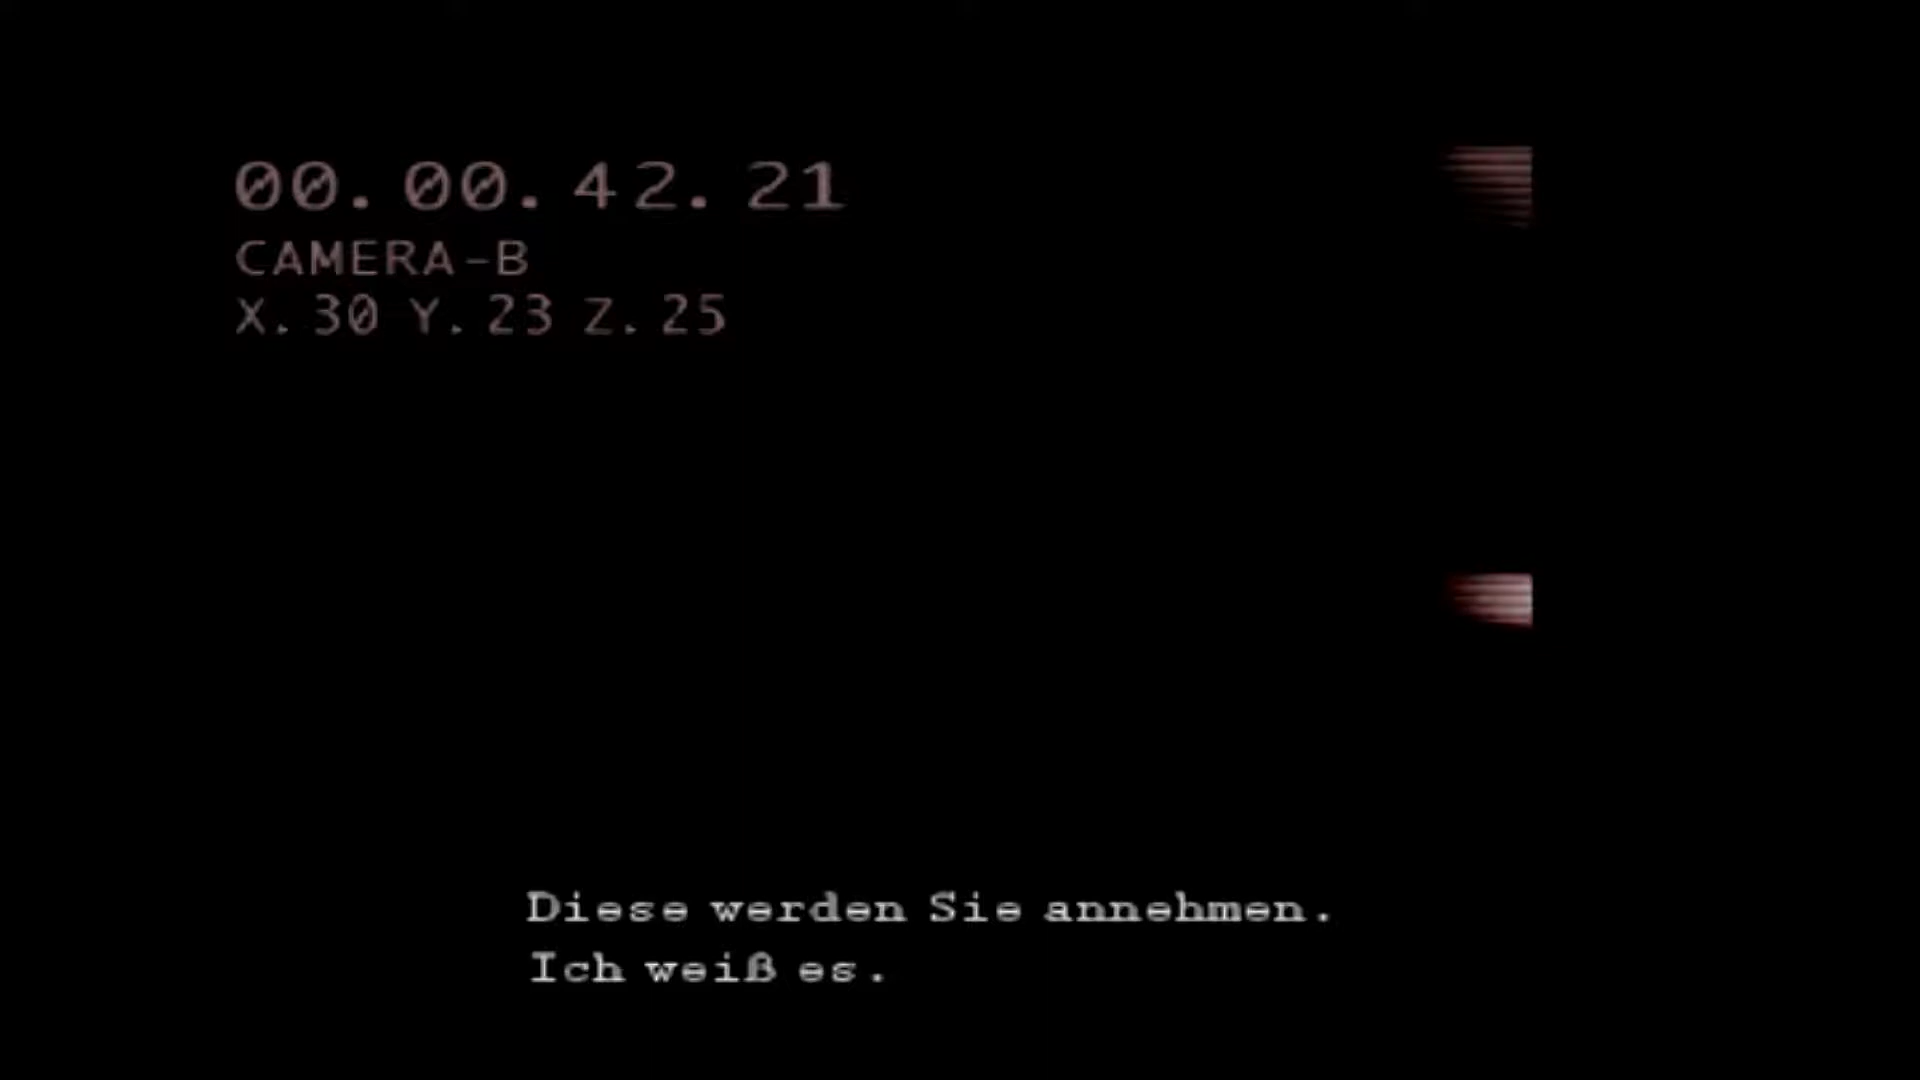 00.00.42.21
CAMERA-B
X.30 Y.23 Z.25
Diese werden Sie annehmen.
Ich weiß es.